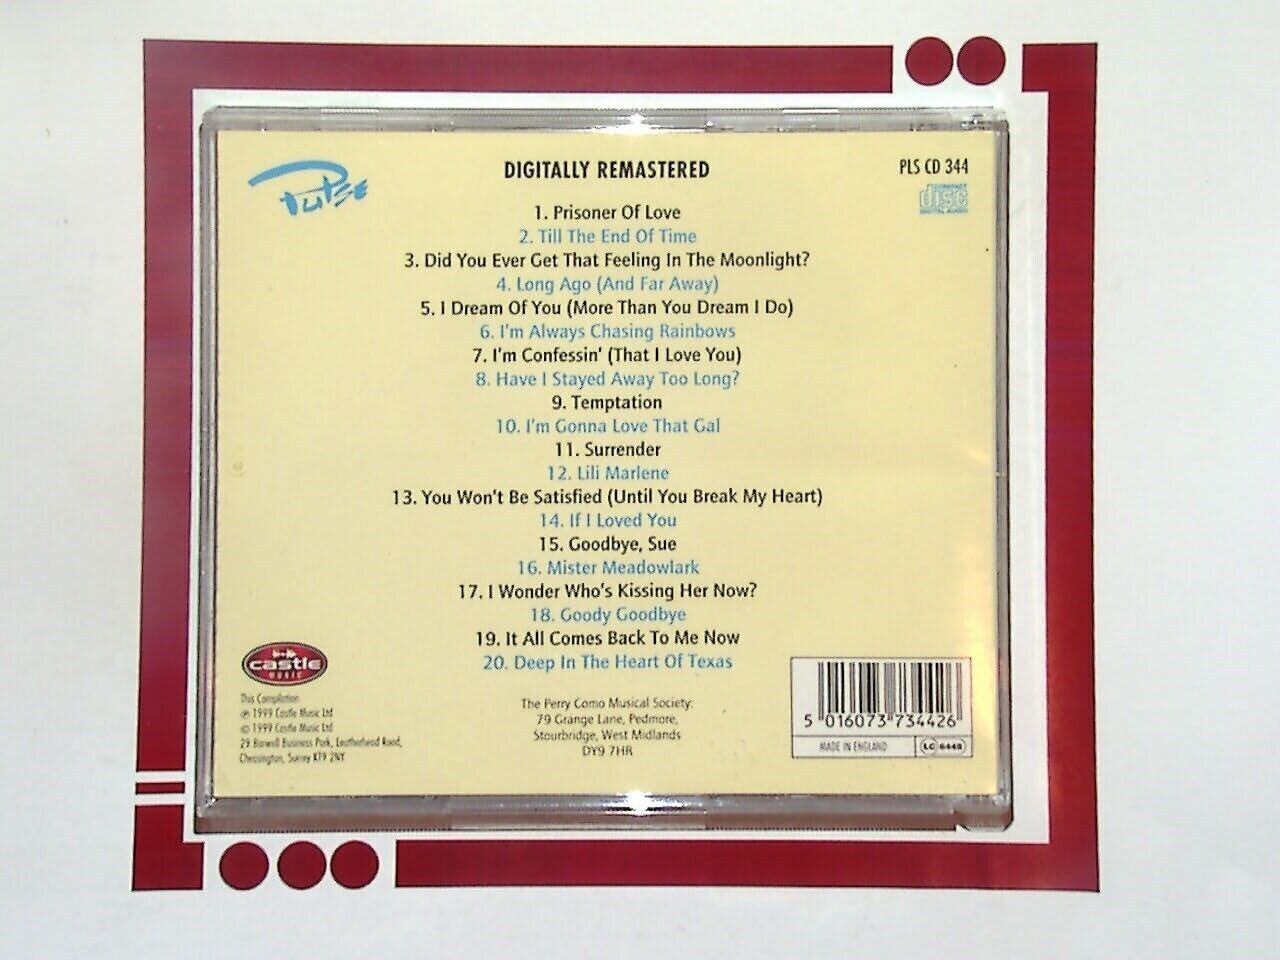 Pulse
DIGITALLY REMASTERED
PLS CD 344
COMPACT
disc
DIGITAL AUDIO
1. Prisoner Of Love
2. Till The End Of Time
3. Did You Ever Get That Feeling In The Moonlight?
4. Long Ago (And Far Away)
5. I Dream Of You (More Than You Dream I Do)
6. I'm Always Chasing Rainbows
7. I'm Confessin' (That I Love You)
8. Have I Stayed Away Too Long?
9. Temptation
10. I'm Gonna Love That Gal
11. Surrender
12. Lili Marlene
13. You Won't Be Satisfied (Until You Break My Heart)
14. If I Loved You
15. Goodbye, Sue
16. Mister Meadowlark
17. I Wonder Who's Kissing Her Now?
18. Goody Goodbye
19. It All Comes Back To Me Now
20. Deep In The Heart Of Texas
castle
music
This Compilation
℗ 1999 Castle Music Ltd
© 1999 Castle Music Ltd
29 Barwell Business Park, Leatherhead Road,
Chessington, Surrey KT9 2NY
The Perry Como Musical Society:
79 Grange Lane, Pedmore,
Stourbridge, West Midlands
DY9 7HR
5 016073 734426
MADE IN ENGLAND
LC 6448